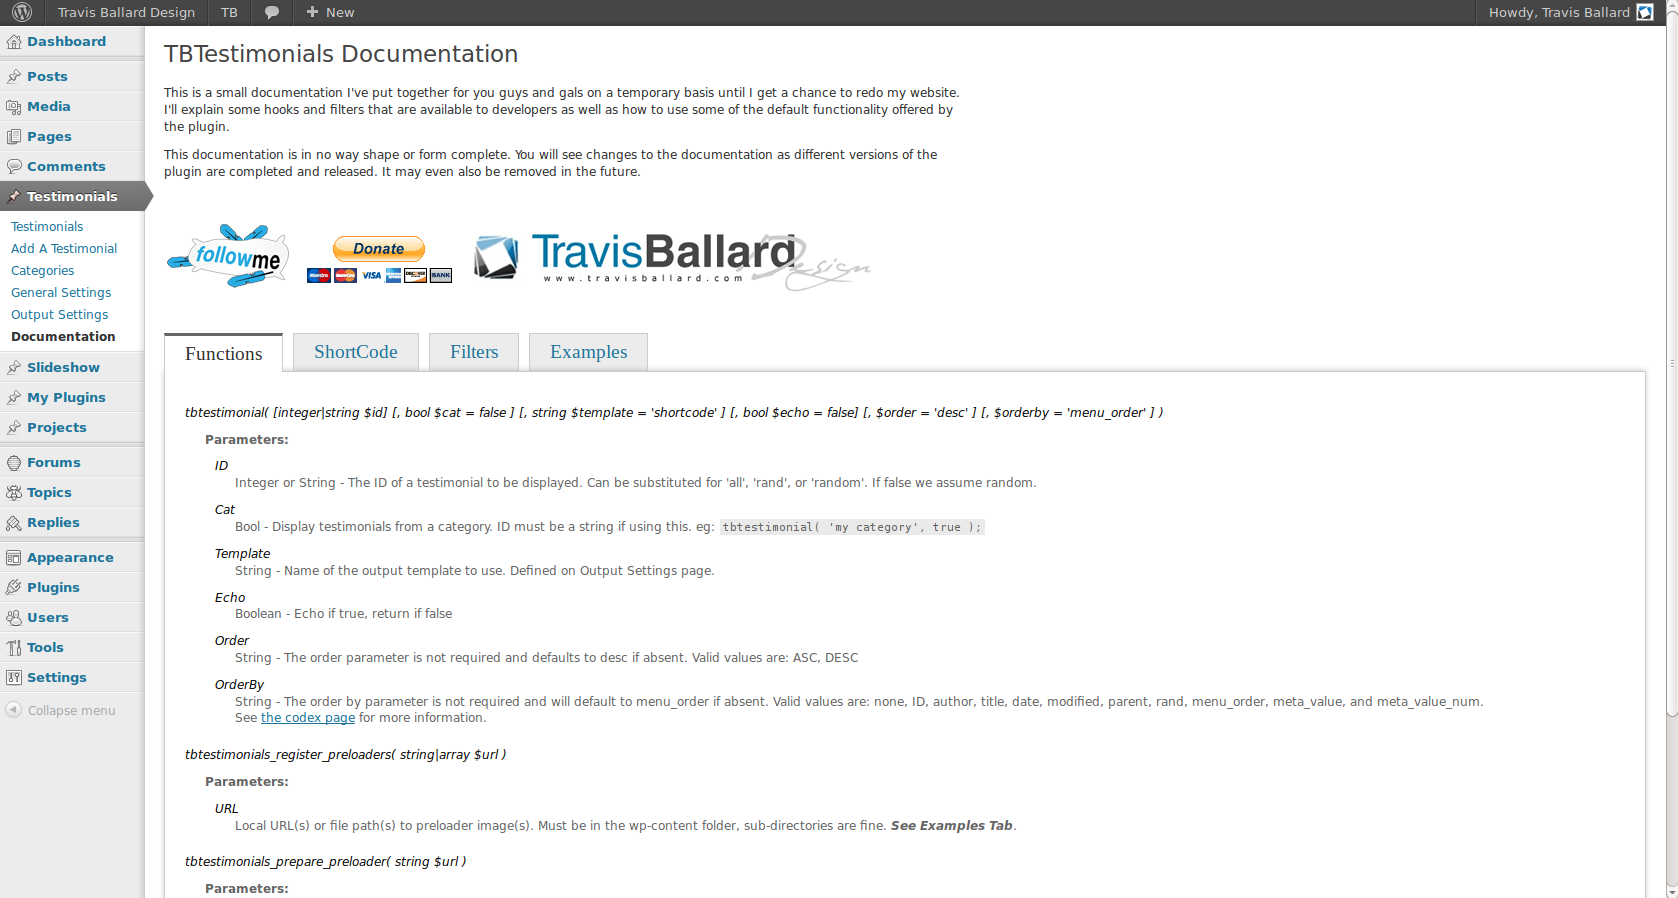 Travis Ballard Design
TB
New
Howdy, Travis Ballard
Dashboard
Posts
Media
Pages
Comments
Testimonials
Testimonials
Add A Testimonial
Categories
General Settings
Output Settings
Documentation
Slideshow
My Plugins
Projects
Forums
Topics
Replies
Appearance
Plugins
Users
Tools
Settings
Collapse menu
TBTestimonials Documentation
This is a small documentation I've put together for you guys and gals on a temporary basis until I get a chance to redo my website.
I'll explain some hooks and filters that are available to developers as well as how to use some of the default functionality offered by
the plugin.
This documentation is in no way shape or form complete. You will see changes to the documentation as different versions of the
plugin are completed and released. It may even also be removed in the future.
followme
Donate
Maestro MasterCard VISA DISCOVER BANK
TravisBallard Design
www.travisballard.com
Functions
ShortCode
Filters
Examples
tbtestimonial( [integer|string $id] [, bool $cat = false ] [, string $template = 'shortcode' ] [, bool $echo = false] [, $order = 'desc' ] [, $orderby = 'menu_order' ] )
Parameters:
ID
Integer or String - The ID of a testimonial to be displayed. Can be substituted for 'all', 'rand', or 'random'. If false we assume random.
Cat
Bool - Display testimonials from a category. ID must be a string if using this. eg: tbtestimonial( 'my category', true );
Template
String - Name of the output template to use. Defined on Output Settings page.
Echo
Boolean - Echo if true, return if false
Order
String - The order parameter is not required and defaults to desc if absent. Valid values are: ASC, DESC
OrderBy
String - The order by parameter is not required and will default to menu_order if absent. Valid values are: none, ID, author, title, date, modified, parent, rand, menu_order, meta_value, and meta_value_num.
See the codex page for more information.
tbtestimonials_register_preloaders( string|array $url )
Parameters:
URL
Local URL(s) or file path(s) to preloader image(s). Must be in the wp-content folder, sub-directories are fine. See Examples Tab.
tbtestimonials_prepare_preloader( string $url )
Parameters: